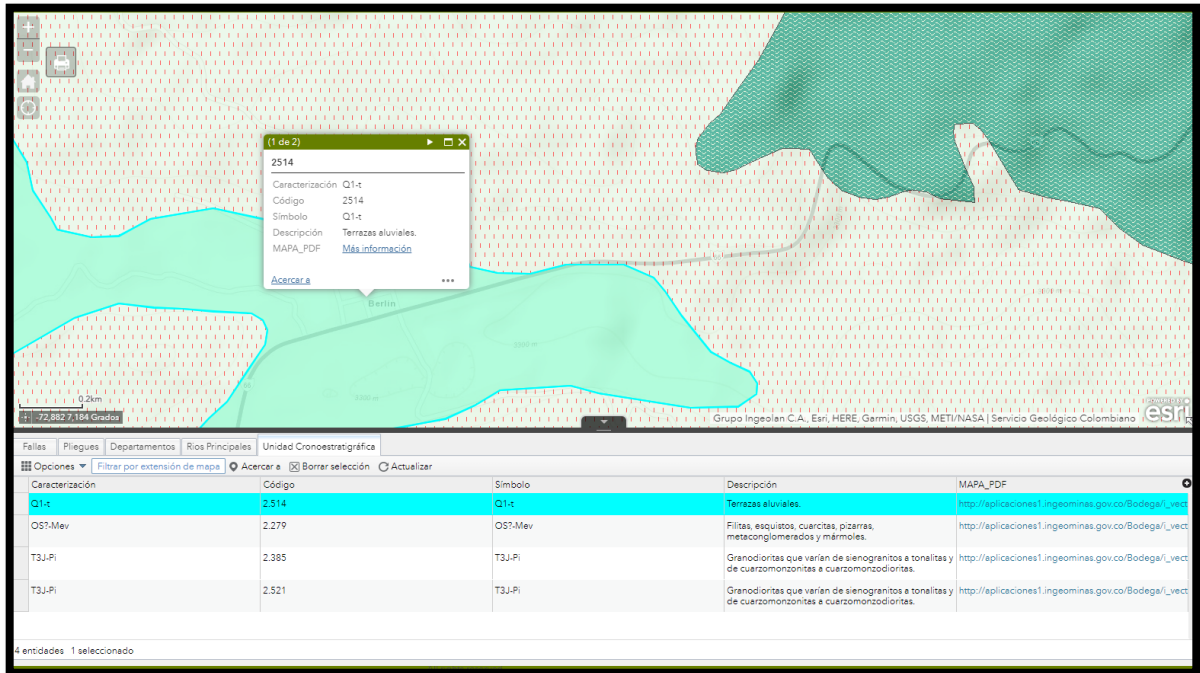 (1 de 2)
2514
Caracterización Q1-t
Código 2514
Símbolo Q1-t
Descripción Terrazas aluviales.
MAPA_PDF Más información
Acercar a
Berlín
3300 m
0.2km
-72,882 7,184 Grados
Grupo Ingeolan C.A., Esri, HERE, Garmin, USGS, METI/NASA | Servicio Geológico Colombiano
POWERED BY
esri
Fallas Pliegues Departamentos Rios Principales Unidad Cronoestratigráfica
Opciones Filtrar por extensión de mapa Acercar a Borrar selección Actualizar
Caracterización Código Símbolo Descripción MAPA_PDF
Q1-t 2.514 Q1-t Terrazas aluviales. http://aplicaciones1.ingeominas.gov.co/Bodega/i_vect
OS?-Mev 2.279 OS?-Mev Filitas, esquistos, cuarcitas, pizarras, http://aplicaciones1.ingeominas.gov.co/Bodega/i_vect
metaconglomerados y mármoles.
T3J-Pi 2.385 T3J-Pi Granodioritas que varían de sienogranitos a tonalitas y http://aplicaciones1.ingeominas.gov.co/Bodega/i_vect
de cuarzomonzonitas a cuarzomonzodioritas.
T3J-Pi 2.521 T3J-Pi Granodioritas que varían de sienogranitos a tonalitas y http://aplicaciones1.ingeominas.gov.co/Bodega/i_vect
de cuarzomonzonitas a cuarzomonzodioritas.
4 entidades 1 seleccionado